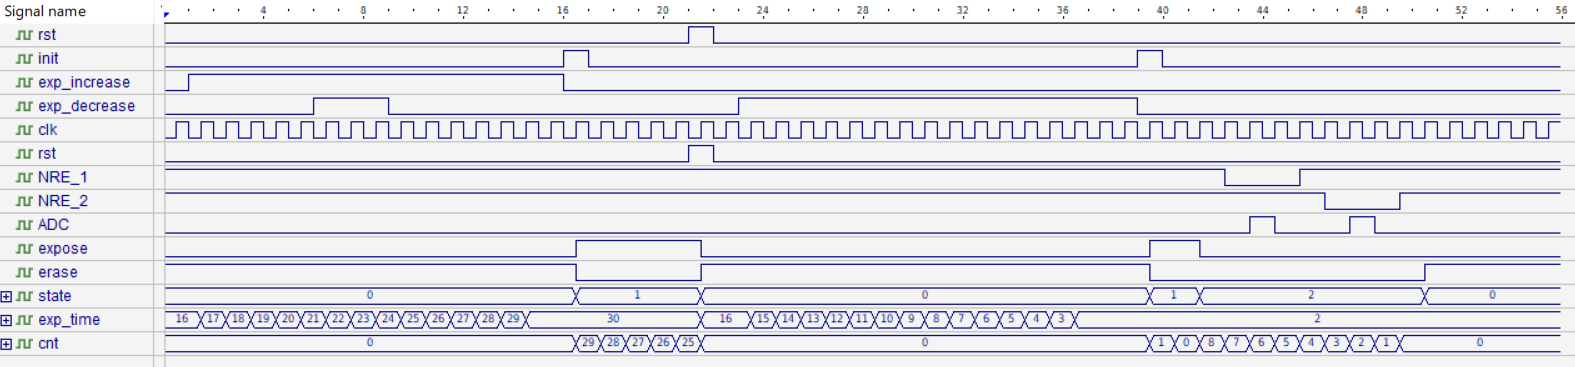 Signal name 4 8 12 16 20 24 28 32 36 40 44 48 52 56
rst
init
exp_increase
exp_decrease
clk
rst
NRE_1
NRE_2
ADC
expose
erase
state 0 1 0 1 2 0
exp_time 16 17 18 19 20 21 22 23 24 25 26 27 28 29 30 16 15 14 13 12 11 10 9 8 7 6 5 4 3 2
cnt 0 29 28 27 26 25 0 1 0 8 7 6 5 4 3 2 1 0